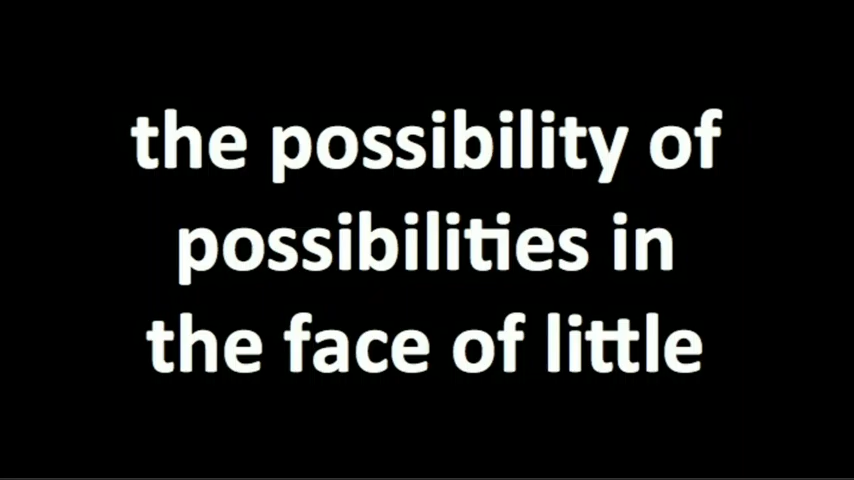 the possibility of
possibilities in
the face of little